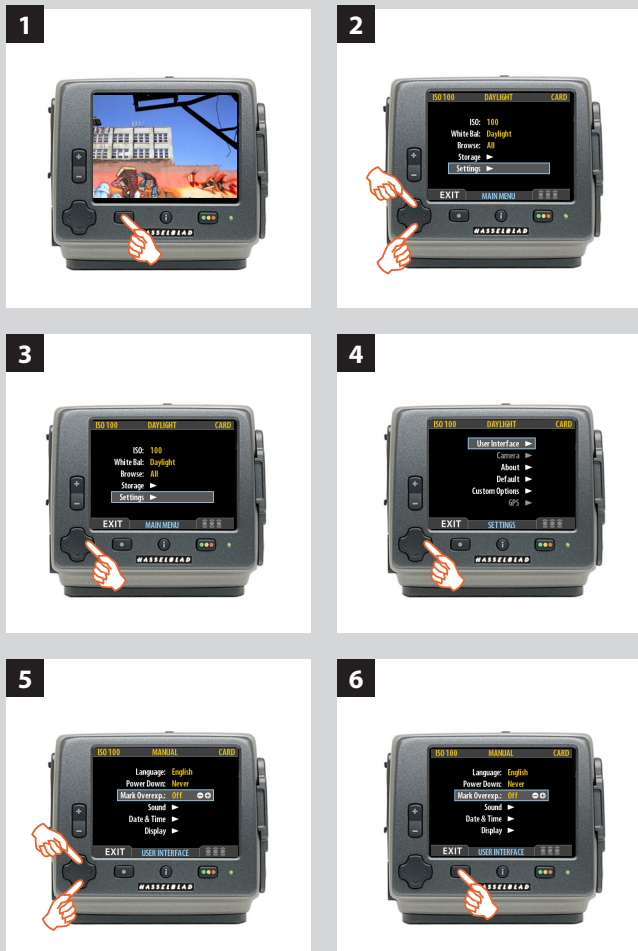 1
HASSELBLAD
2
ISO 100 DAYLIGHT CARD
ISO: 100
White Bal: Daylight
Browse: All
Storage ►
Settings ►
EXIT MAIN MENU
HASSELBLAD
3
ISO 100 DAYLIGHT CARD
ISO: 100
White Bal: Daylight
Browse: All
Storage ►
Settings ►
EXIT MAIN MENU
HASSELBLAD
4
ISO 100 DAYLIGHT CARD
User Interface ►
Camera ►
About ►
Default ►
Custom Options ►
GPS ►
EXIT SETTINGS
HASSELBLAD
5
ISO 100 MANUAL CARD
Language: English
Power Down: Never
Mark Overexp.: Off
Sound ►
Date & Time ►
Display ►
EXIT USER INTERFACE
HASSELBLAD
6
ISO 100 MANUAL CARD
Language: English
Power Down: Never
Mark Overexp.: Off
Sound ►
Date & Time ►
Display ►
EXIT USER INTERFACE
HASSELBLAD